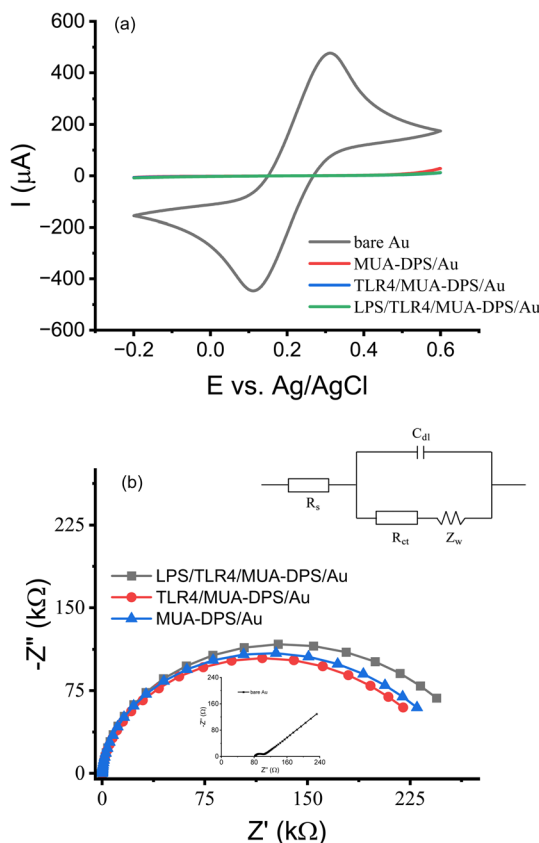 (a)
600
400
200
0
−200
−400
−600
I (μA)
bare Au
MUA-DPS/Au
TLR4/MUA-DPS/Au
LPS/TLR4/MUA-DPS/Au
−0.2 0.0 0.2 0.4 0.6
E vs. Ag/AgCl
(b)
Cdl
Rs
Rct Zw
225
150
75
0
-Z" (kΩ)
LPS/TLR4/MUA-DPS/Au
TLR4/MUA-DPS/Au
MUA-DPS/Au
240
160
80
0
-Z" (Ω)
bare Au
0 80 160 240
Z" (Ω)
0 75 150 225
Z' (kΩ)